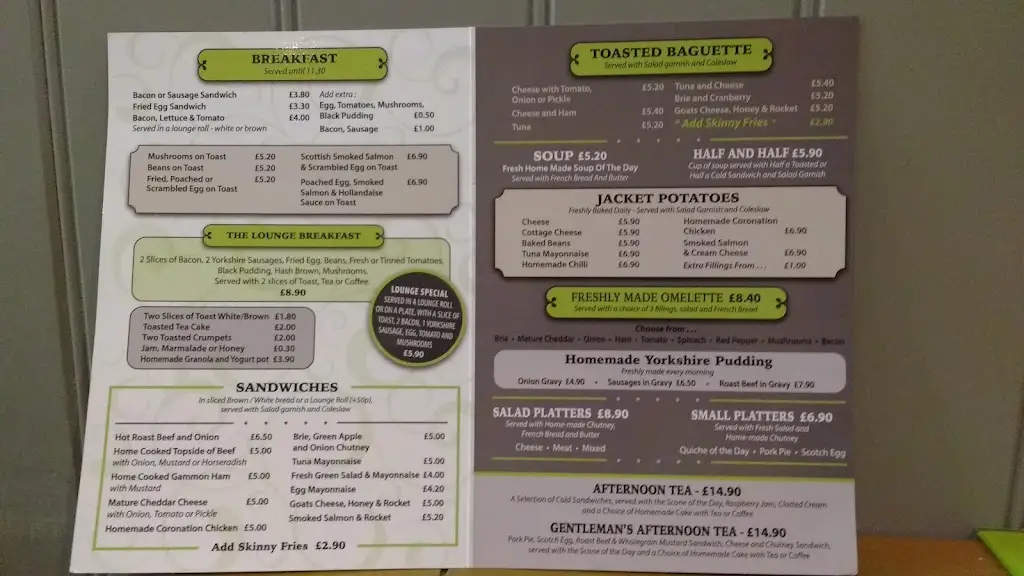 BREAKFAST
Served until 11.30
Bacon or Sausage Sandwich £3.80
Fried Egg Sandwich £3.30
Bacon, Lettuce & Tomato £4.00
Served in a lounge roll - white or brown
Add extra :
Egg, Tomatoes, Mushrooms,
Black Pudding £0.50
Bacon, Sausage £1.00
Mushrooms on Toast £5.20
Beans on Toast £5.20
Fried, Poached or £5.20
Scrambled Egg on Toast
Scottish Smoked Salmon £6.90
& Scrambled Egg on Toast
Poached Egg, Smoked £6.90
Salmon & Hollandaise
Sauce on Toast
THE LOUNGE BREAKFAST
2 Slices of Bacon, 2 Yorkshire Sausages, Fried Egg, Beans, Fresh or Tinned Tomatoes,
Black Pudding, Hash Brown, Mushrooms.
Served with 2 slices of Toast, Tea or Coffee.
£8.90
LOUNGE SPECIAL
SERVED IN A LOUNGE ROLL
OR ON A PLATE, WITH A SLICE OF
TOAST, 2 BACON, 1 YORKSHIRE
SAUSAGE, EGG, TOMATO AND
MUSHROOMS
£5.90
Two Slices of Toast White/Brown £1.80
Toasted Tea Cake £2.00
Two Toasted Crumpets £2.00
Jam, Marmalade or Honey £0.30
Homemade Granola and Yogurt pot £3.90
SANDWICHES
In sliced Brown / White bread or a Lounge Roll (+50p),
served with Salad garnish and Coleslaw
Hot Roast Beef and Onion £6.50
Home Cooked Topside of Beef £5.00
with Onion, Mustard or Horseradish
Home Cooked Gammon Ham £5.00
with Mustard
Mature Cheddar Cheese £5.00
with Onion, Tomato or Pickle
Homemade Coronation Chicken £5.00
Brie, Green Apple £5.00
and Onion Chutney
Tuna Mayonnaise £5.00
Fresh Green Salad & Mayonnaise £4.00
Egg Mayonnaise £4.20
Goats Cheese, Honey & Rocket £5.00
Smoked Salmon & Rocket £5.20
Add Skinny Fries £2.90
TOASTED BAGUETTE
Served with Salad garnish and Coleslaw
Cheese with Tomato, £5.20
Onion or Pickle
Cheese and Ham £5.40
Tuna £5.20
Tuna and Cheese £5.40
Brie and Cranberry £5.20
Goats Cheese, Honey & Rocket £5.20
* Add Skinny Fries * £2.90
SOUP £5.20
Fresh Home Made Soup Of The Day
Served with French Bread And Butter
HALF AND HALF £5.90
Cup of soup served with Half a Toasted or
Half a Cold Sandwich and Salad Garnish
JACKET POTATOES
Freshly Baked Daily - Served with Salad Garnish and Coleslaw
Cheese £5.90
Cottage Cheese £5.90
Baked Beans £5.90
Tuna Mayonnaise £6.90
Homemade Chilli £6.90
Homemade Coronation
Chicken £6.90
Smoked Salmon
& Cream Cheese £6.90
Extra Fillings From . . . £1.00
FRESHLY MADE OMELETTE £8.40
Served with a choice of 3 fillings, salad and French Bread
Choose from . . .
Brie • Mature Cheddar • Onion • Ham • Tomato • Spinach • Red Pepper • Mushrooms • Bacon
Homemade Yorkshire Pudding
Freshly made every morning
Onion Gravy £4.90 • Sausages in Gravy £6.50 • Roast Beef in Gravy £7.90
SALAD PLATTERS £8.90
Served with Home-made Chutney,
French Bread and Butter
Cheese • Meat • Mixed
SMALL PLATTERS £6.90
Served with Fresh Salad and
Home-made Chutney
Quiche of the Day • Pork Pie • Scotch Egg
AFTERNOON TEA - £14.90
A Selection of Cold Sandwiches, served with the Scone of the Day, Raspberry Jam, Clotted Cream
and a Choice of Homemade Cake with Tea or Coffee
GENTLEMAN'S AFTERNOON TEA - £14.90
Pork Pie, Scotch Egg, Roast Beef & Wholegrain Mustard Sandwich, Cheese and Chutney Sandwich,
served with the Scone of the Day and a Choice of Homemade Cake with Tea or Coffee